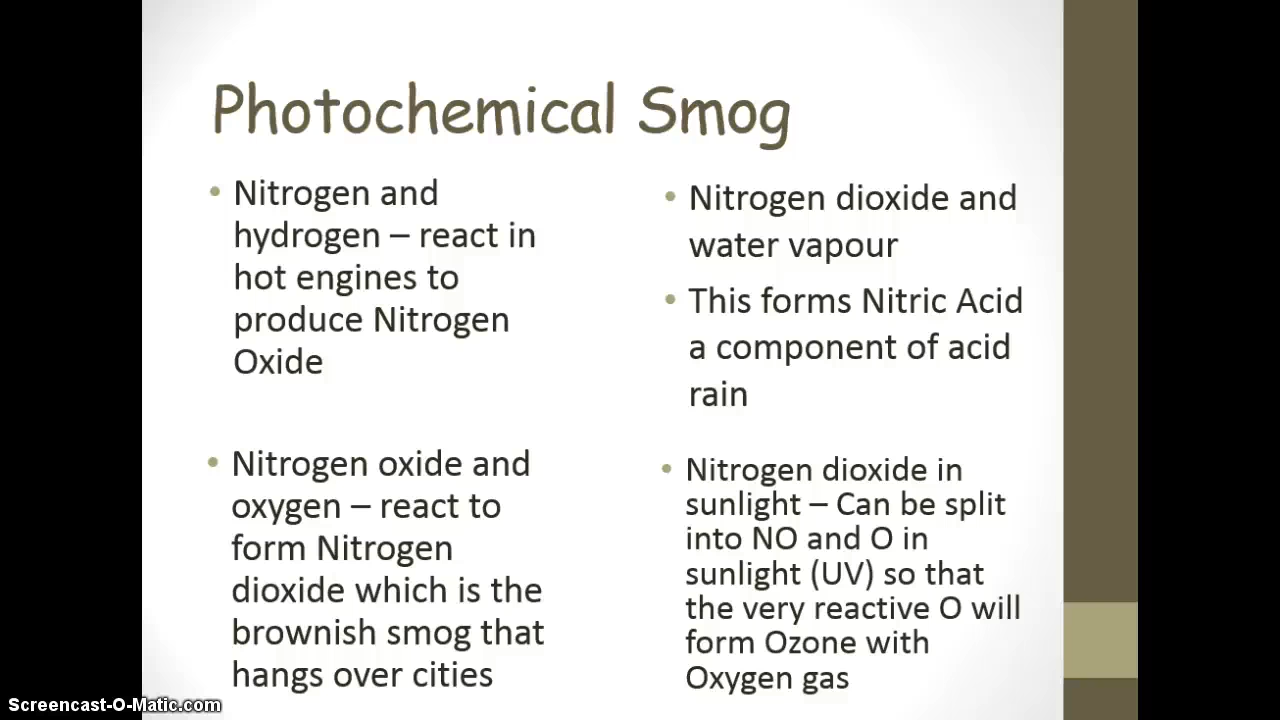 Photochemical Smog
• Nitrogen and
hydrogen – react in
hot engines to
produce Nitrogen
Oxide
• Nitrogen oxide and
oxygen – react to
form Nitrogen
dioxide which is the
brownish smog that
hangs over cities
• Nitrogen dioxide and
water vapour
• This forms Nitric Acid
a component of acid
rain
• Nitrogen dioxide in
sunlight – Can be split
into NO and O in
sunlight (UV) so that
the very reactive O will
form Ozone with
Oxygen gas
Screencast-O-Matic.com